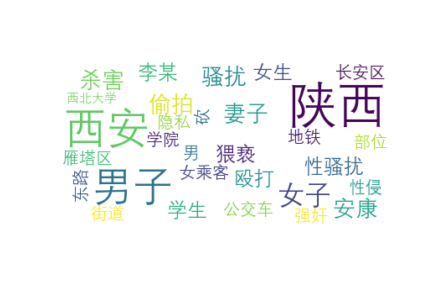 杀害 李某 骚扰 女生 长安区
西北大学 偷拍 妻子 陕西
西安 隐私 砍 地铁 部位
学院 男 猥亵
雁塔区 女乘客 殴打 性骚扰
东路 男子 女子 性侵
街道 学生 公交车 强奸 安康